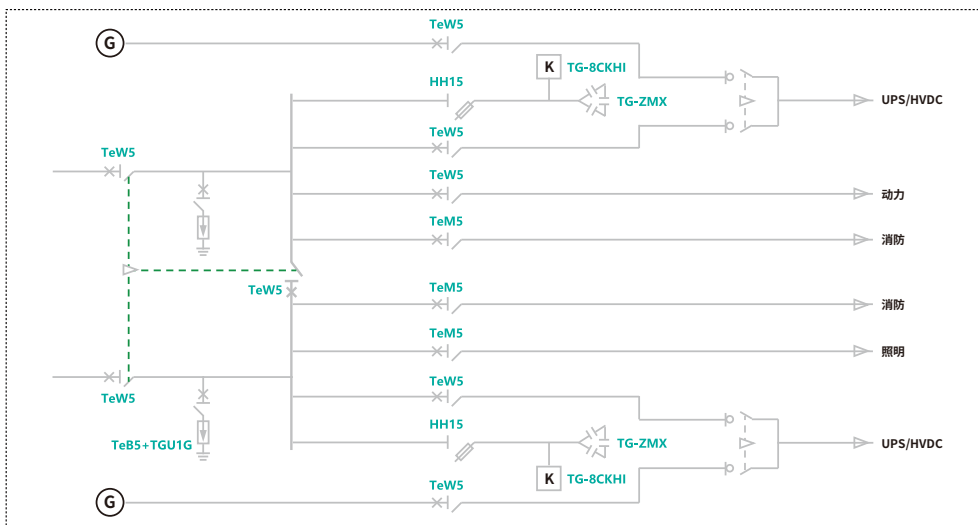 TeW5
G
K
TG-8CKHI
HH15
TG-ZMX
UPS/HVDC
TeW5
TeW5
TeW5
动力
TeM5
消防
TeW5
TeM5
消防
TeM5
照明
TeW5
TeW5
HH15
TeB5+TGU1G
TG-ZMX
UPS/HVDC
K
TG-8CKHI
TeW5
G